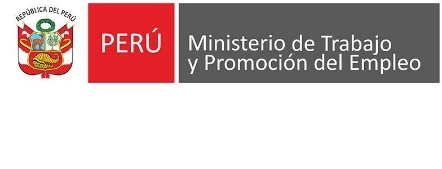 REPÚBLICA DEL PERÚ
PERÚ
Ministerio de Trabajo
y Promoción del Empleo